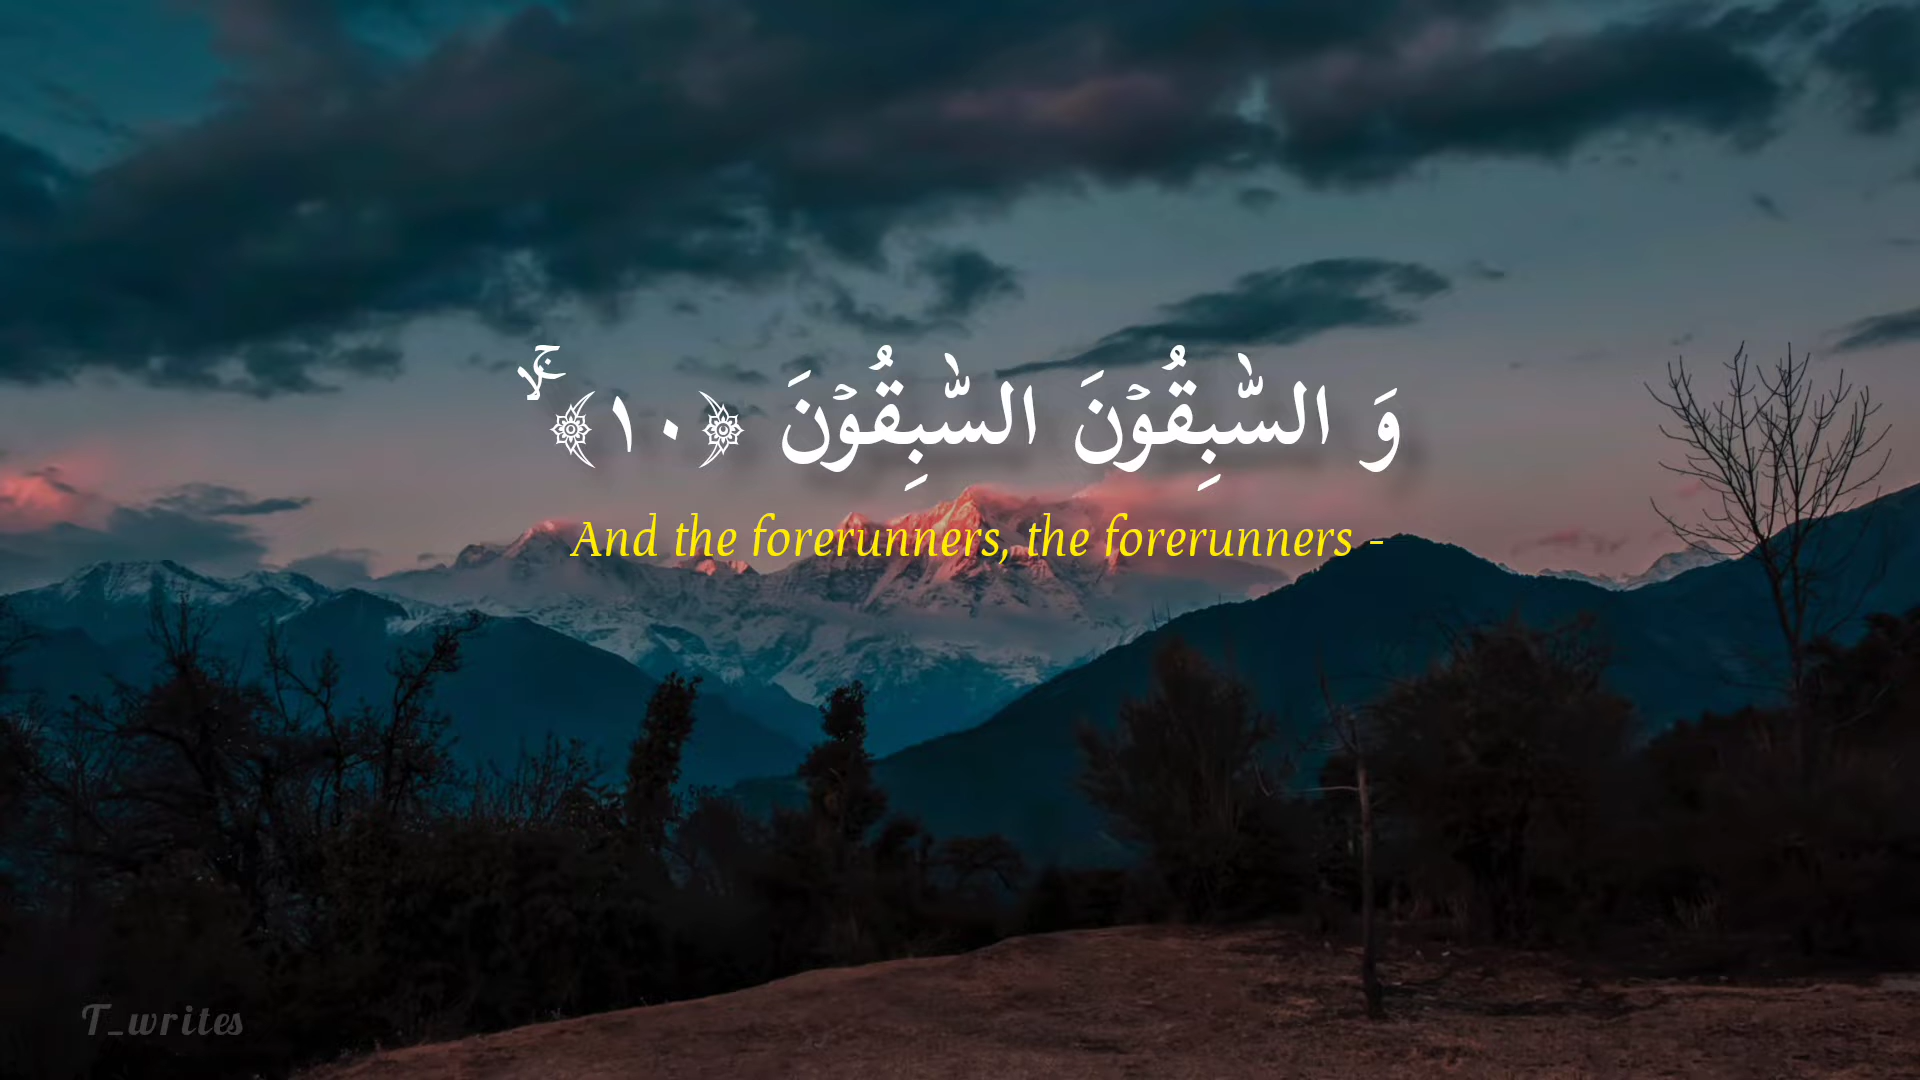 وَ السّٰبِقُوۡنَ السّٰبِقُوۡنَ ﴿۱۰﴾ۚۙ
And the forerunners, the forerunners -
T_writes